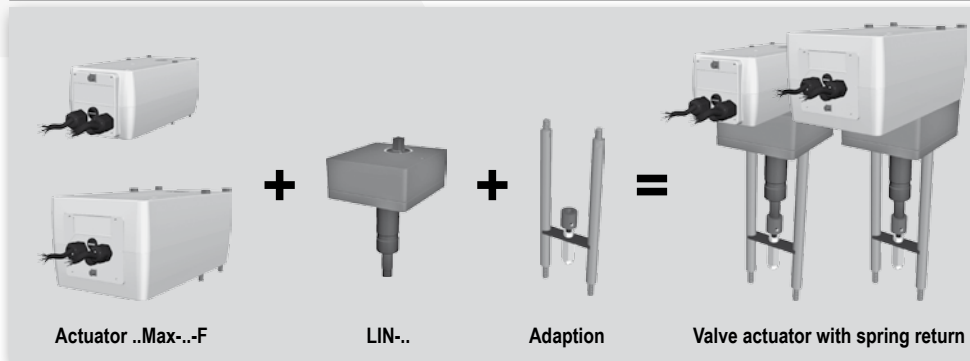 + + =
Actuator ..Max-..-F LIN-.. Adaption Valve actuator with spring return